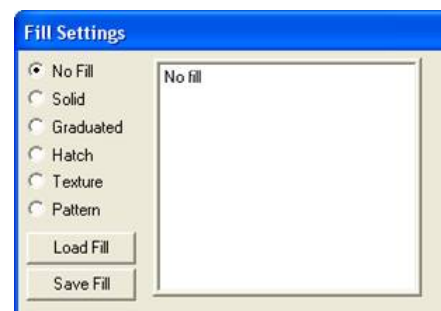 Fill Settings
No Fill
Solid
Graduated
Hatch
Texture
Pattern
Load Fill
Save Fill
No fill